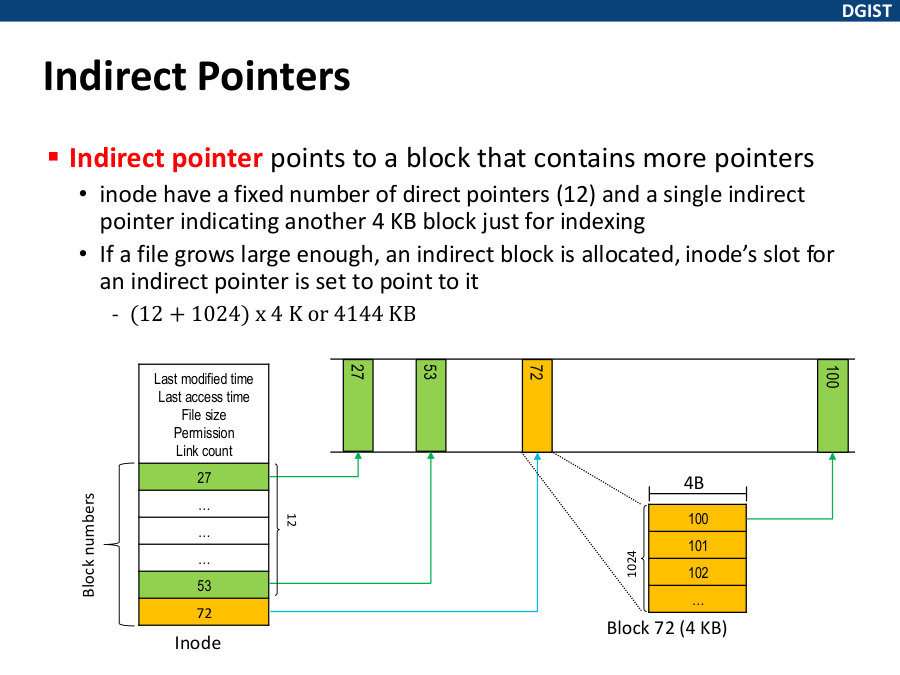 DGIST
Indirect Pointers
▪ Indirect pointer points to a block that contains more pointers
• inode have a fixed number of direct pointers (12) and a single indirect
pointer indicating another 4 KB block just for indexing
• If a file grows large enough, an indirect block is allocated, inode’s slot for
an indirect pointer is set to point to it
- (12 + 1024) x 4 K or 4144 KB
27
53
72
100
Last modified time
Last access time
File size
Permission
Link count
Block numbers
27
...
...
...
53
72
12
Inode
4B
1024
100
101
102
...
Block 72 (4 KB)